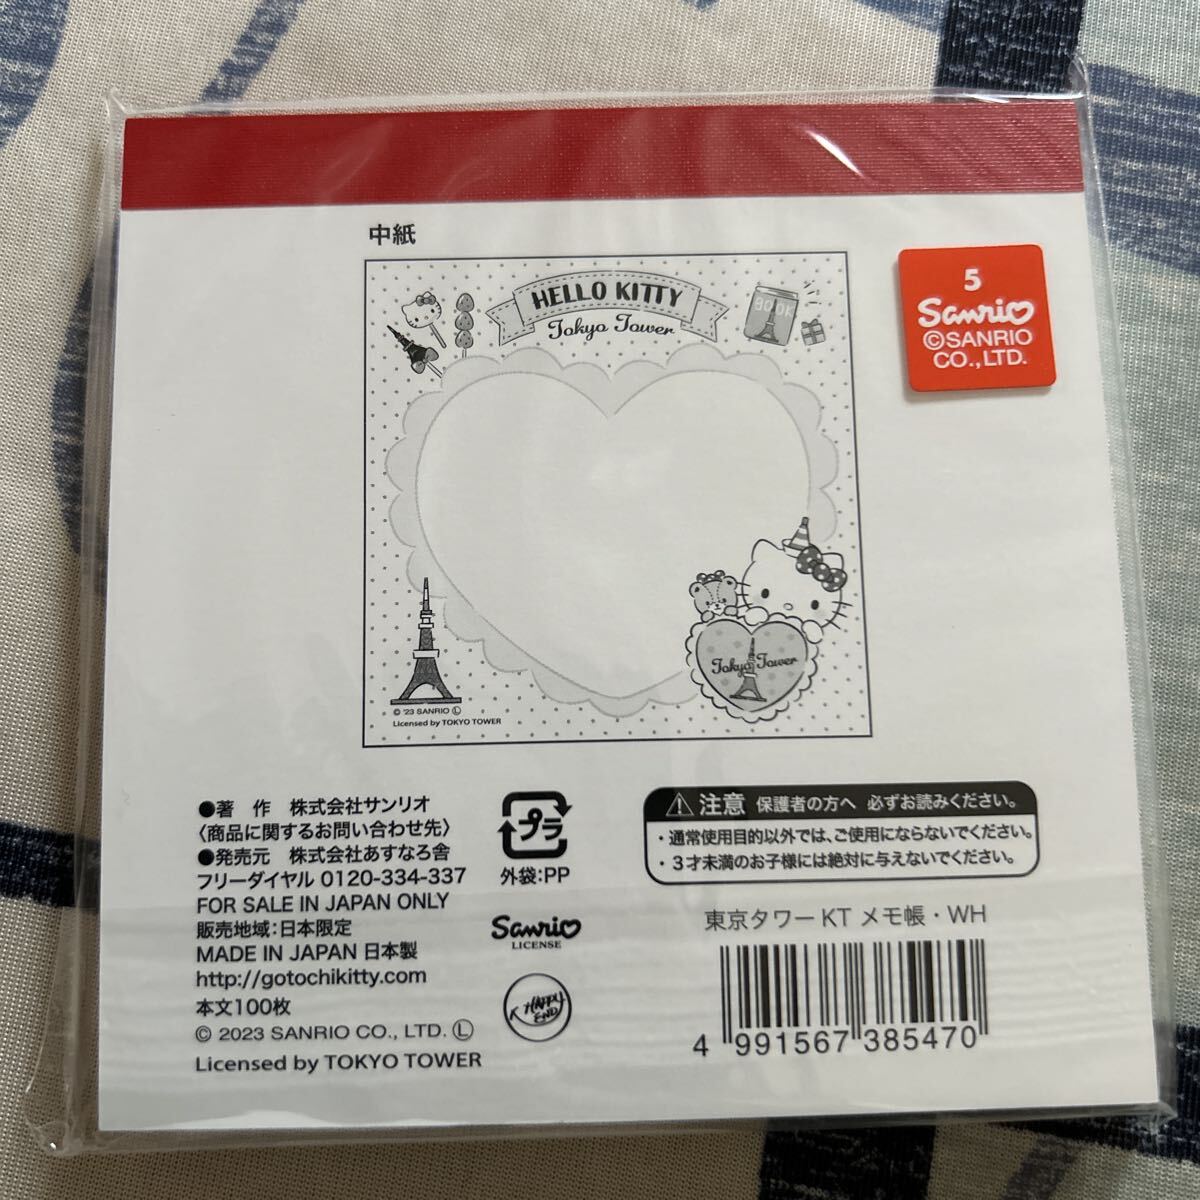 中紙
HELLO KITTY
Tokyo Tower
BOOK
5
Sanrio
©SANRIO
CO.,LTD.
Tokyo Tower
© '23 SANRIO Ⓛ
Licensed by TOKYO TOWER
●著 作 株式会社サンリオ
〈商品に関するお問い合わせ先〉
●発売元 株式会社あすなろ舎
フリーダイヤル 0120-334-337
FOR SALE IN JAPAN ONLY
販売地域:日本限定
MADE IN JAPAN 日本製
http://gotochikitty.com
本文100枚
© 2023 SANRIO CO., LTD. Ⓛ
Licensed by TOKYO TOWER
プラ
外袋:PP
Sanrio
LICENSE
HAPPY
END
注意 保護者の方へ 必ずお読みください。
・通常使用目的以外では、ご使用にならないでください。
・3才未満のお子様には絶対に与えないでください。
東京タワー KT メモ帳・WH
4 991567 385470